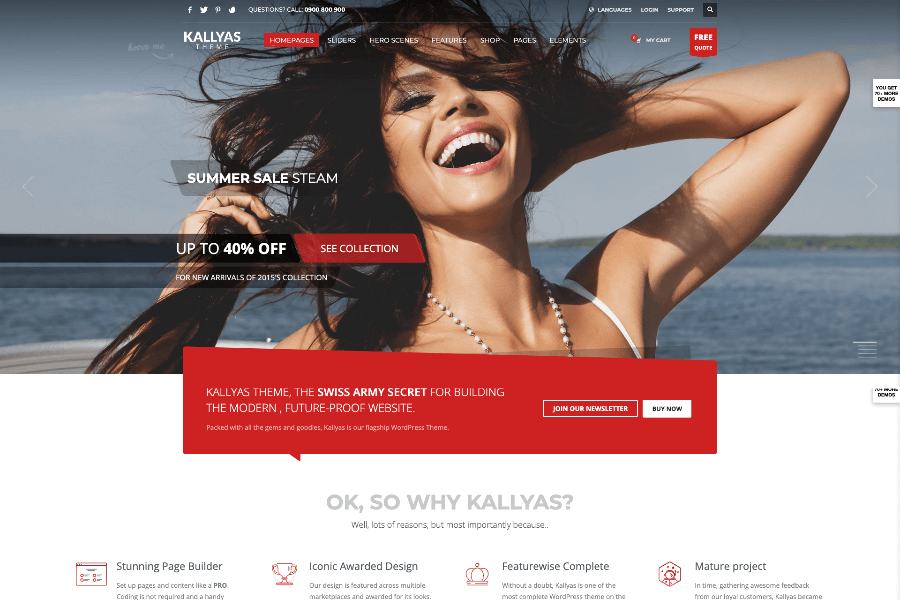 QUESTIONS? CALL: 0900 800 900
LANGUAGES LOGIN SUPPORT
KALLYAS
THEME
HOMEPAGES SLIDERS HERO SCENES FEATURES SHOP PAGES ELEMENTS
MY CART
FREE
QUOTE
YOU GET
70+ MORE
DEMOS
SUMMER SALE STEAM
UP TO 40% OFF SEE COLLECTION
FOR NEW ARRIVALS OF 2015'S COLLECTION
70+ MORE
DEMOS
KALLYAS THEME, THE SWISS ARMY SECRET FOR BUILDING
THE MODERN , FUTURE-PROOF WEBSITE.
Packed with all the gems and goodies, Kallyas is our flagship WordPress Theme.
JOIN OUR NEWSLETTER BUY NOW
OK, SO WHY KALLYAS?
Well, lots of reasons, but most importantly because..
Stunning Page Builder
Set up pages and content like a PRO.
Coding is not required and a handy
Iconic Awarded Design
Our design is featured across multiple
marketplaces and awarded for its looks.
Featurewise Complete
Without a doubt, Kallyas is one of the
most complete WordPress theme on the
Mature project
In time, gathering awesome feedback
from our loyal customers, Kallyas became